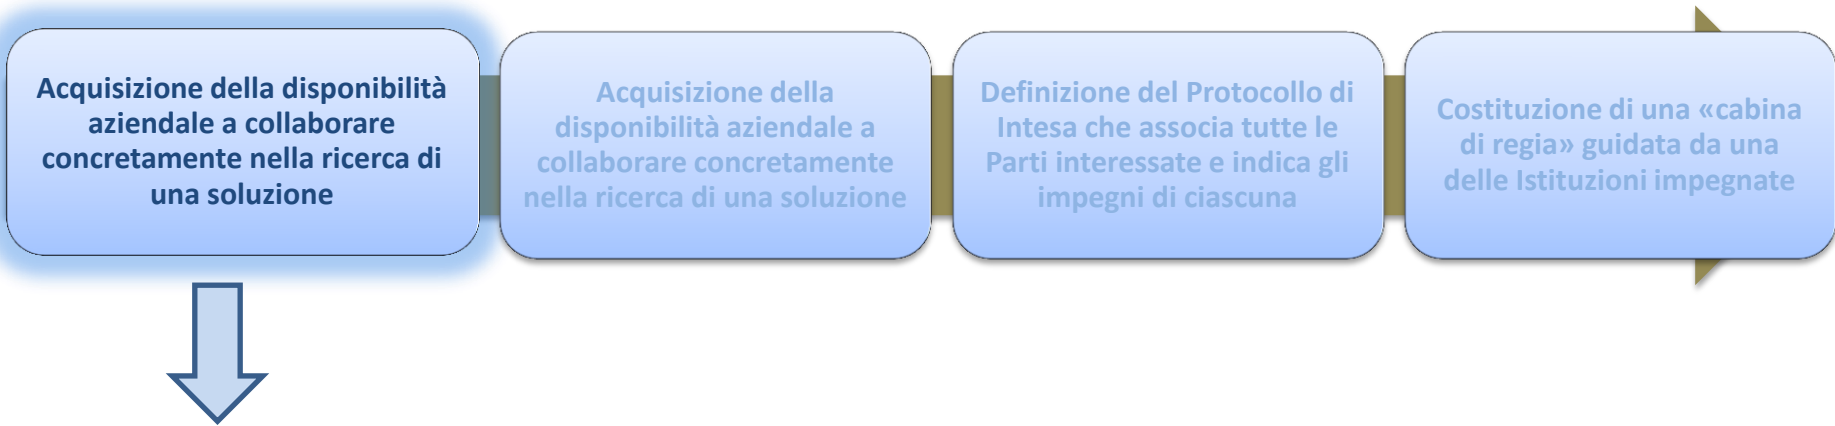 Acquisizione della disponibilità
aziendale a collaborare
concretamente nella ricerca di
una soluzione
Acquisizione della
disponibilità aziendale a
collaborare concretamente
nella ricerca di una soluzione
Definizione del Protocollo di
Intesa che associa tutte le
Parti interessate e indica gli
impegni di ciascuna
Costituzione di una «cabina
di regia» guidata da una
delle Istituzioni impegnate